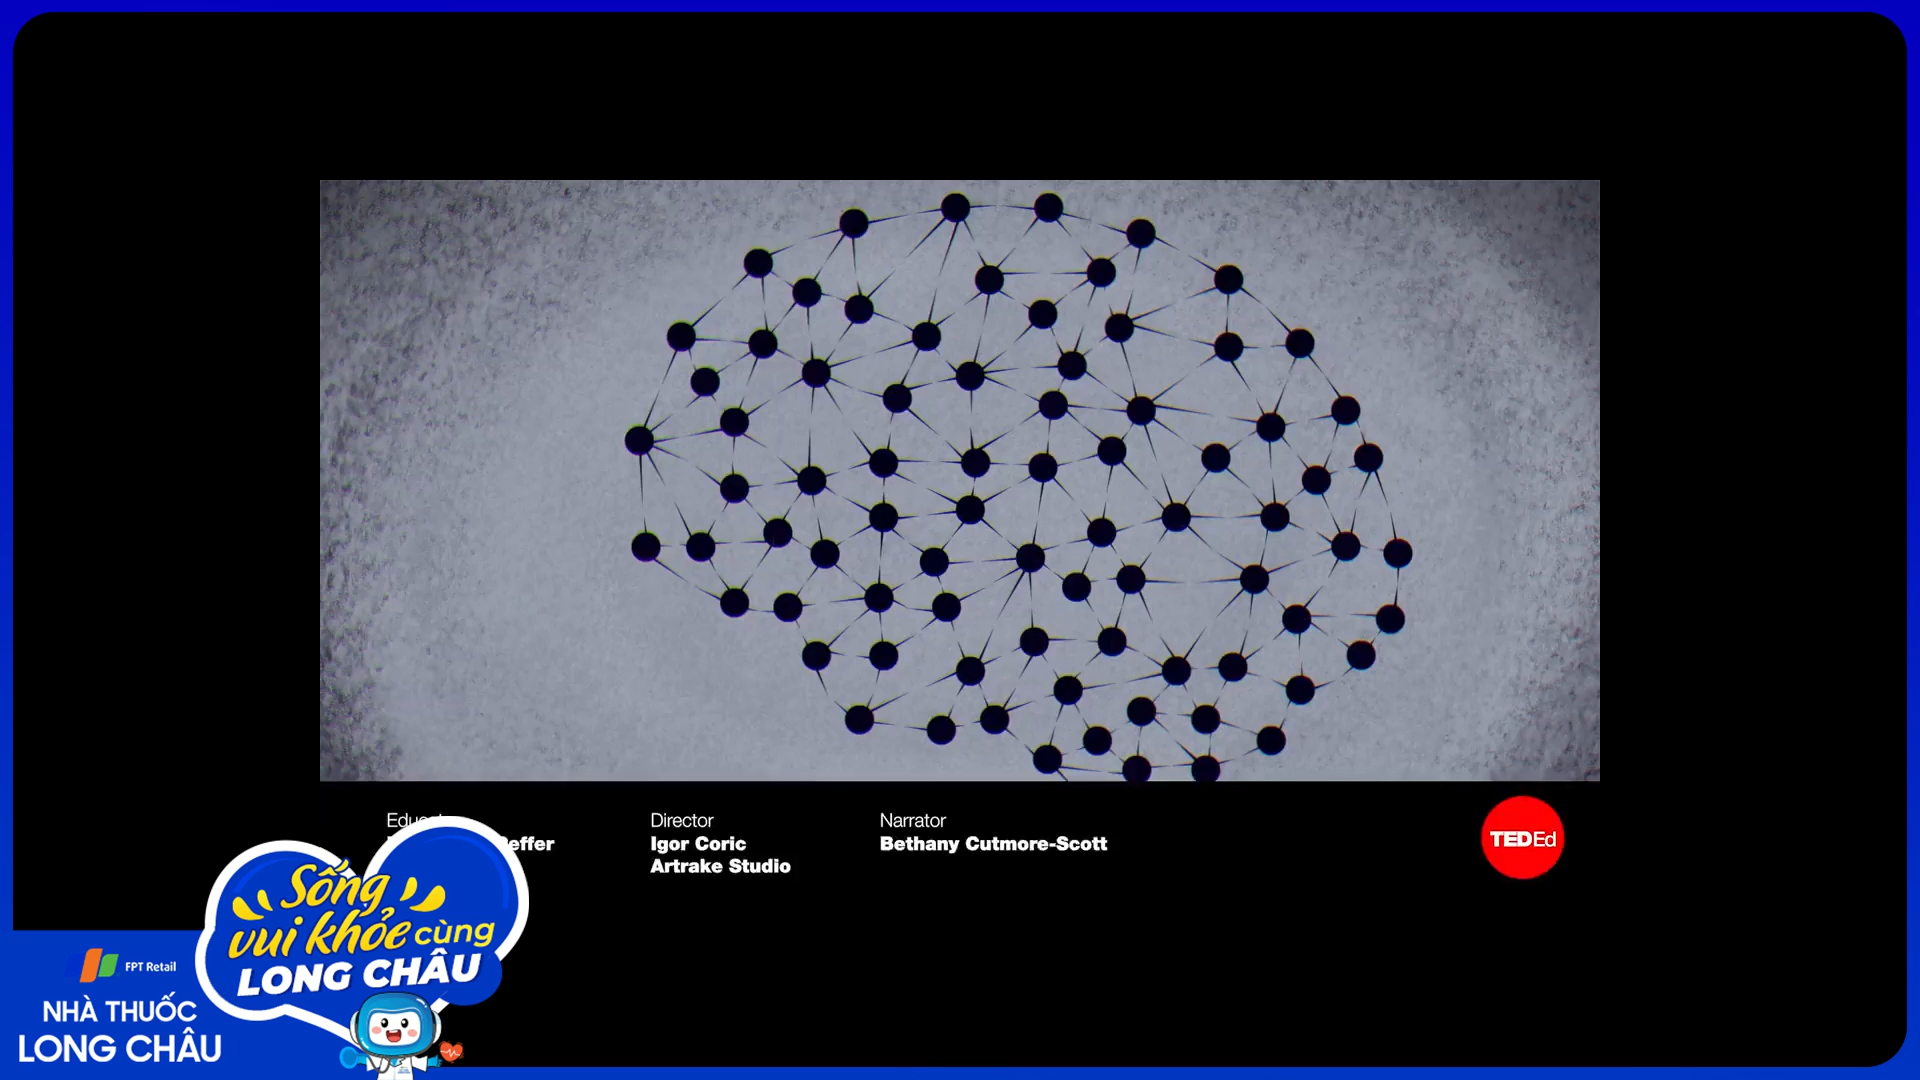 Director
Narrator
Igor Coric
Bethany Cutmore-Scott
Artrake Studio
TEDEd
Sống
vui khỏe cùng
LONG CHÂU
FPT Retail
NHÀ THUỐC
LONG CHÂU